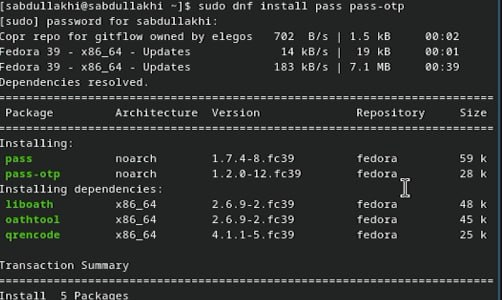 [sabdullakhi@sabdullakhi ~]$ sudo dnf install pass pass-otp
[sudo] password for sabdullakhi:
Copr repo for gitflow owned by elegos   702  B/s | 1.5 kB     00:02
Fedora 39 - x86_64 - Updates             14 kB/s |  19 kB     00:01
Fedora 39 - x86_64 - Updates            183 kB/s | 7.1 MB     00:39
Dependencies resolved.
================================================================
 Package        Architecture  Version            Repository     Size
================================================================
Installing:
 pass           noarch        1.7.4-8.fc39       fedora         59 k
 pass-otp       noarch        1.2.0-12.fc39      fedora         28 k
Installing dependencies:
 liboath        x86_64        2.6.9-2.fc39       fedora         48 k
 oathtool       x86_64        2.6.9-2.fc39       fedora         45 k
 qrencode       x86_64        4.1.1-5.fc39       fedora         25 k
Transaction Summary
================================================================
Install  5 Packages